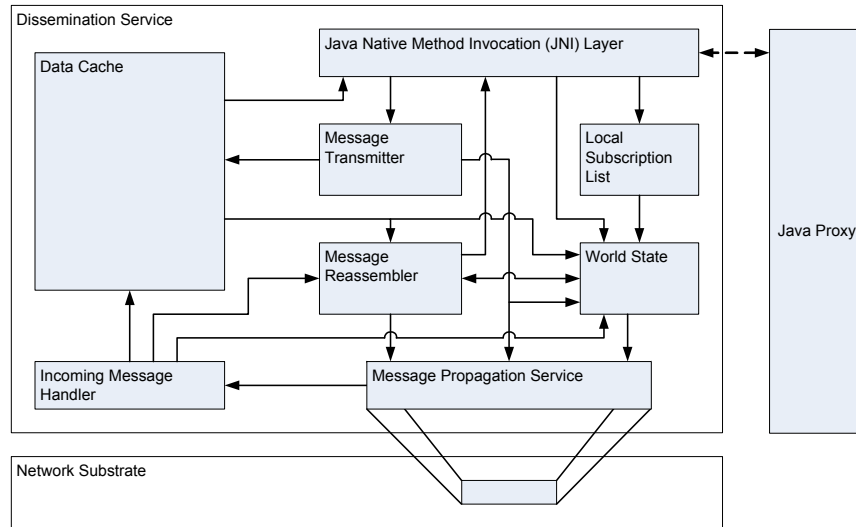 Dissemination Service
Java Native Method Invocation (JNI) Layer
Data Cache
Message
Transmitter
Local
Subscription
List
Java Proxy
Message
Reassembler
World State
Incoming Message
Handler
Message Propagation Service
Network Substrate